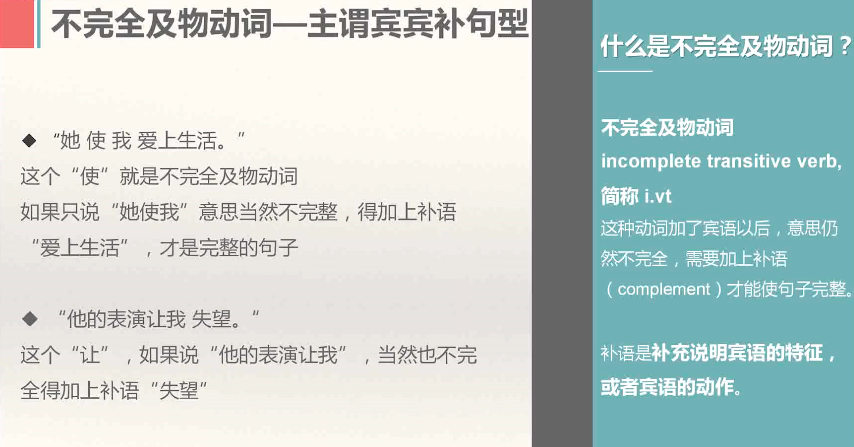 不完全及物动词—主谓宾宾补句型
◆ “她 使 我 爱上生活。”
这个“使”就是不完全及物动词
如果只说“她使我”意思当然不完整，得加上补语
“爱上生活”，才是完整的句子
◆ “他的表演让我 失望。“
这个“让”，如果说“他的表演让我”，当然也不完
全得加上补语“失望”
什么是不完全及物动词？
不完全及物动词
incomplete transitive verb,
简称 i.vt
这种动词加了宾语以后，意思仍
然不完全，需要加上补语
（complement）才能使句子完整。
补语是补充说明宾语的特征，
或者宾语的动作。